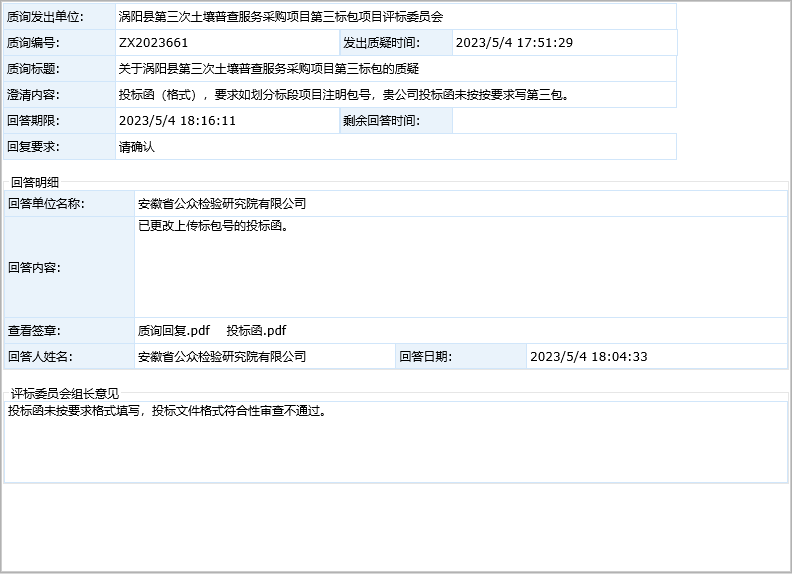 质询发出单位: 涡阳县第三次土壤普查服务采购项目第三标包项目评标委员会
质询编号: ZX2023661 发出质疑时间: 2023/5/4 17:51:29
质询标题: 关于涡阳县第三次土壤普查服务采购项目第三标包的质疑
澄清内容: 投标函（格式），要求如划分标段项目注明包号，贵公司投标函未按按要求写第三包。
回答期限: 2023/5/4 18:16:11 剩余回答时间:
回复要求: 请确认
回答明细
回答单位名称: 安徽省公众检验研究院有限公司
回答内容: 已更改上传标包号的投标函。
查看签章: 质询回复.pdf 投标函.pdf
回答人姓名: 安徽省公众检验研究院有限公司 回答日期: 2023/5/4 18:04:33
评标委员会组长意见
投标函未按要求格式填写，投标文件格式符合性审查不通过。